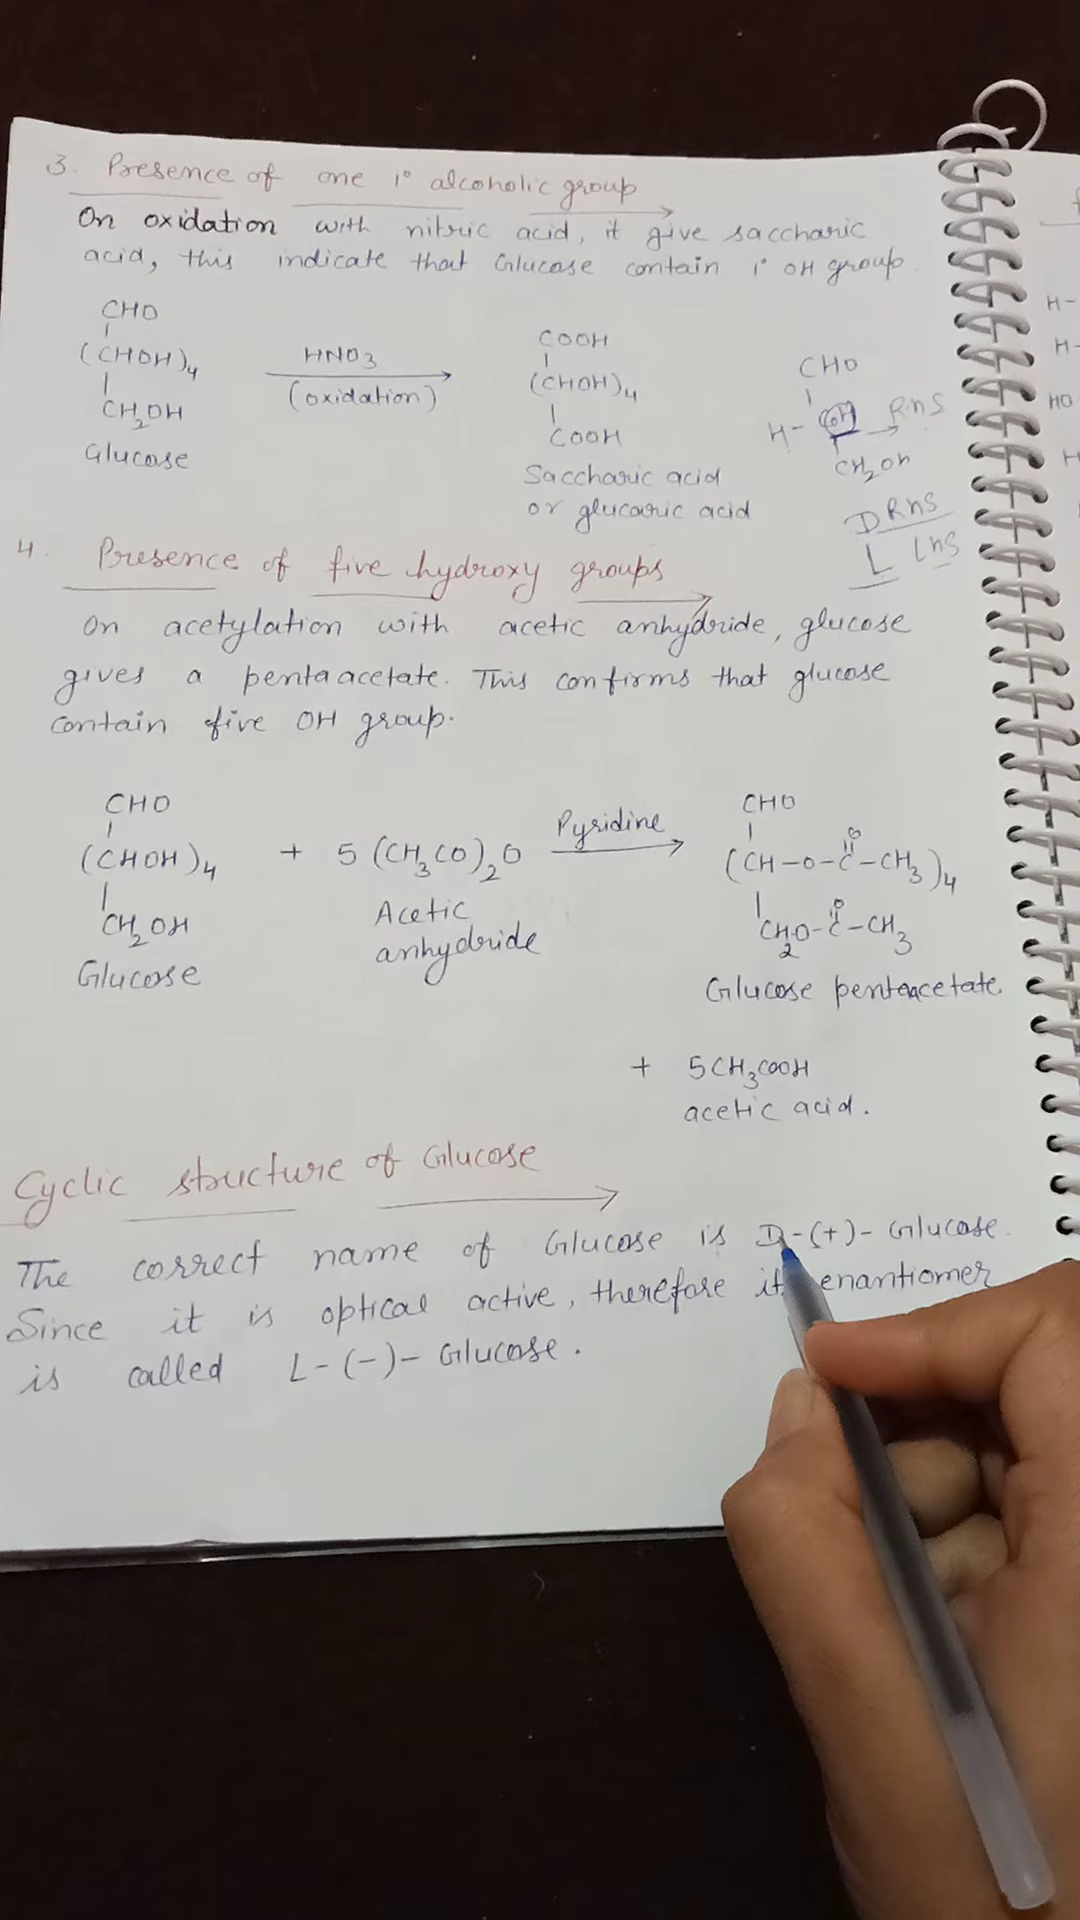 3. Presence of one 1° alcoholic group
On oxidation with nitric acid, it give saccharic
acid, this indicate that Glucose contain 1° OH group.
CHO
(CHOH)4
CH2OH
Glucose
HNO3
(oxidation)
COOH
(CHOH)4
COOH
Saccharic acid
or glucaric acid
CHO
H-
OH
RnS
CH2OH
D RnS
L LnS
4. Presence of five hydroxy groups
On acetylation with acetic anhydride, glucose
gives a pentaacetate. This confirms that glucose
contain five OH group.
CHO
(CHOH)4
CH2OH
Glucose
+ 5 (CH3CO)2O
Acetic
anhydride
Pyridine
CHO
(CH-O-C-CH3)4
O
CH2O-C-CH3
O
Glucose pentaacetate
+ 5CH3COOH
acetic acid.
Cyclic structure of Glucose
The correct name of Glucose is D-(+)-Glucose.
Since it is optical active, therefore it enantiomer
is called L-(-)-Glucose.
H-
H-
HO
H